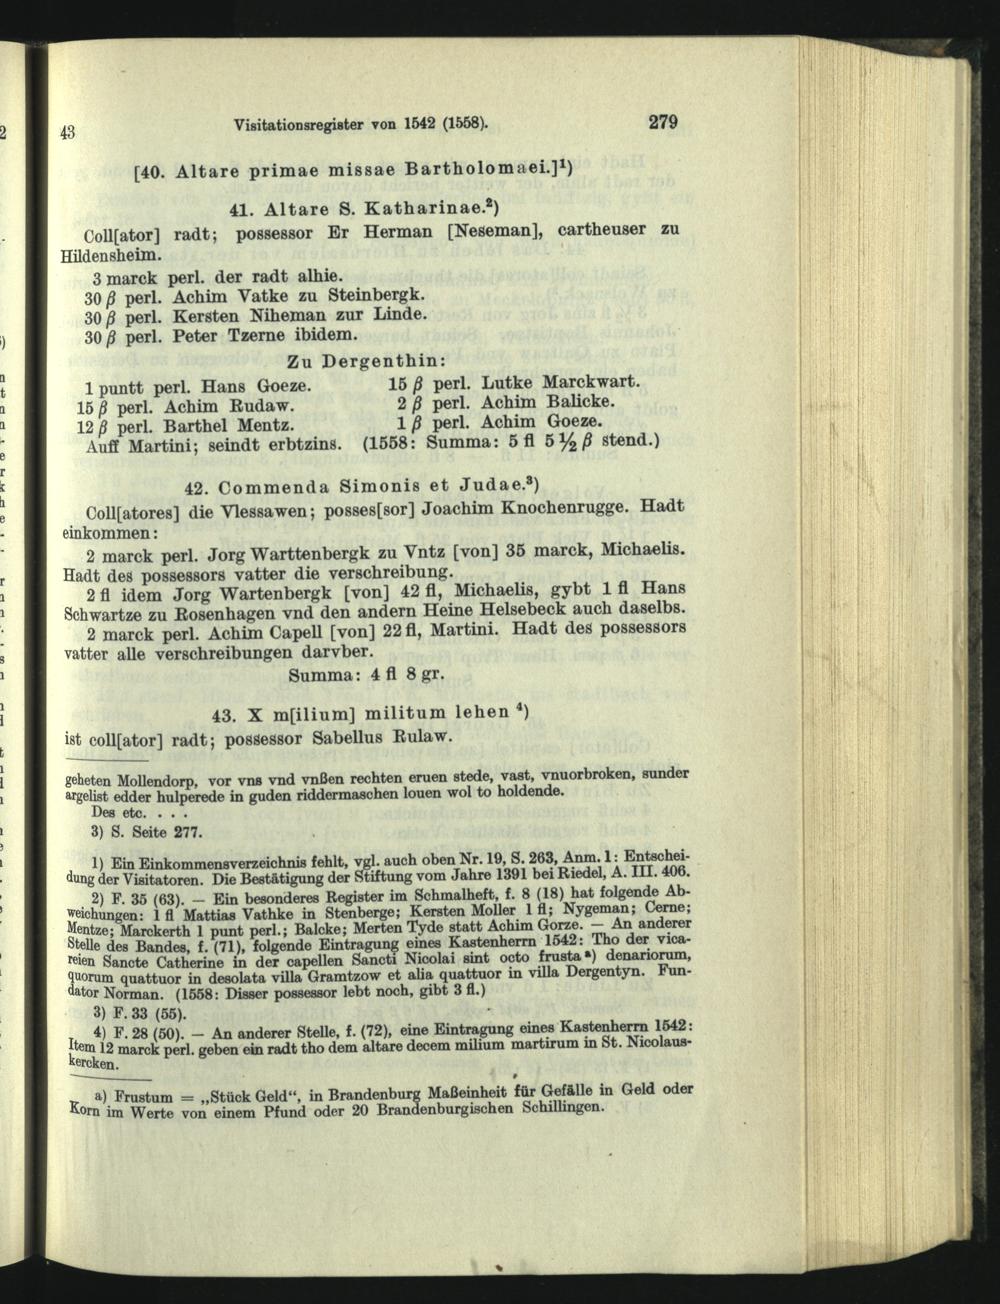 43 Visitationsregister von 1542 (1558). 279
[40. Altare primae missae Bartholomaei.]¹)
41. Altare S. Katharinae.²)
Coll[ator] radt; possessor Er Herman [Neseman], cartheuser zu
Hildensheim.
3 marck perl. der radt alhie.
30 β perl. Achim Vatke zu Steinbergk.
30 β perl. Kersten Niheman zur Linde.
30 β perl. Peter Tzerne ibidem.
Zu Dergenthin:
1 puntt perl. Hans Goeze. 15 β perl. Lutke Marckwart.
15 β perl. Achim Rudaw. 2 β perl. Achim Balicke.
12 β perl. Barthel Mentz. 1 β perl. Achim Goeze.
Auff Martini; seindt erbtzins. (1558: Summa: 5 fl 5 ½ β stend.)
42. Commenda Simonis et Judae.³)
Coll[atores] die Vlessawen; posses[sor] Joachim Knochenrugge. Hadt
einkommen:
2 marck perl. Jorg Warttenbergk zu Vntz [von] 35 marck, Michaelis.
Hadt des possessors vatter die verschreibung.
2 fl idem Jorg Wartenbergk [von] 42 fl, Michaelis, gybt 1 fl Hans
Schwartze zu Rosenhagen vnd den andern Heine Helsebeck auch daselbs.
2 marck perl. Achim Capell [von] 22 fl, Martini. Hadt des possessors
vatter alle verschreibungen darvber.
Summa: 4 fl 8 gr.
43. X m[ilium] militum lehen ⁴)
ist coll[ator] radt; possessor Sabellus Rulaw.
geheten Mollendorp, vor vns vnd vnßen rechten eruen stede, vast, vnuorbroken, sunder
argelist edder hulperede in guden riddermaschen louen wol to holdende.
Des etc. . . .
3) S. Seite 277.
1) Ein Einkommensverzeichnis fehlt, vgl. auch oben Nr. 19, S. 263, Anm. 1: Entschei-
dung der Visitatoren. Die Bestätigung der Stiftung vom Jahre 1391 bei Riedel, A. III. 406.
2) F. 35 (63). — Ein besonderes Register im Schmalheft, f. 8 (18) hat folgende Ab-
weichungen: 1 fl Mattias Vathke in Stenberge; Kersten Moller 1 fl; Nygeman; Cerne;
Mentze; Marckerth 1 punt perl.; Balcke; Merten Tyde statt Achim Gorze. — An anderer
Stelle des Bandes, f. (71), folgende Eintragung eines Kastenherrn 1542: Tho der vica-
reien Sancte Catherine in der capellen Sancti Nicolai sint octo frusta ᵃ) denariorum,
quorum quattuor in desolata villa Gramtzow et alia quattuor in villa Dergentyn. Fun-
dator Norman. (1558: Disser possessor lebt noch, gibt 3 fl.)
3) F. 33 (55).
4) F. 28 (50). — An anderer Stelle, f. (72), eine Eintragung eines Kastenherrn 1542:
Item 12 marck perl. geben ein radt tho dem altare decem milium martirum in St. Nicolaus-
kercken.
a) Frustum = „Stück Geld“, in Brandenburg Maßeinheit für Gefälle in Geld oder
Korn im Werte von einem Pfund oder 20 Brandenburgischen Schillingen.